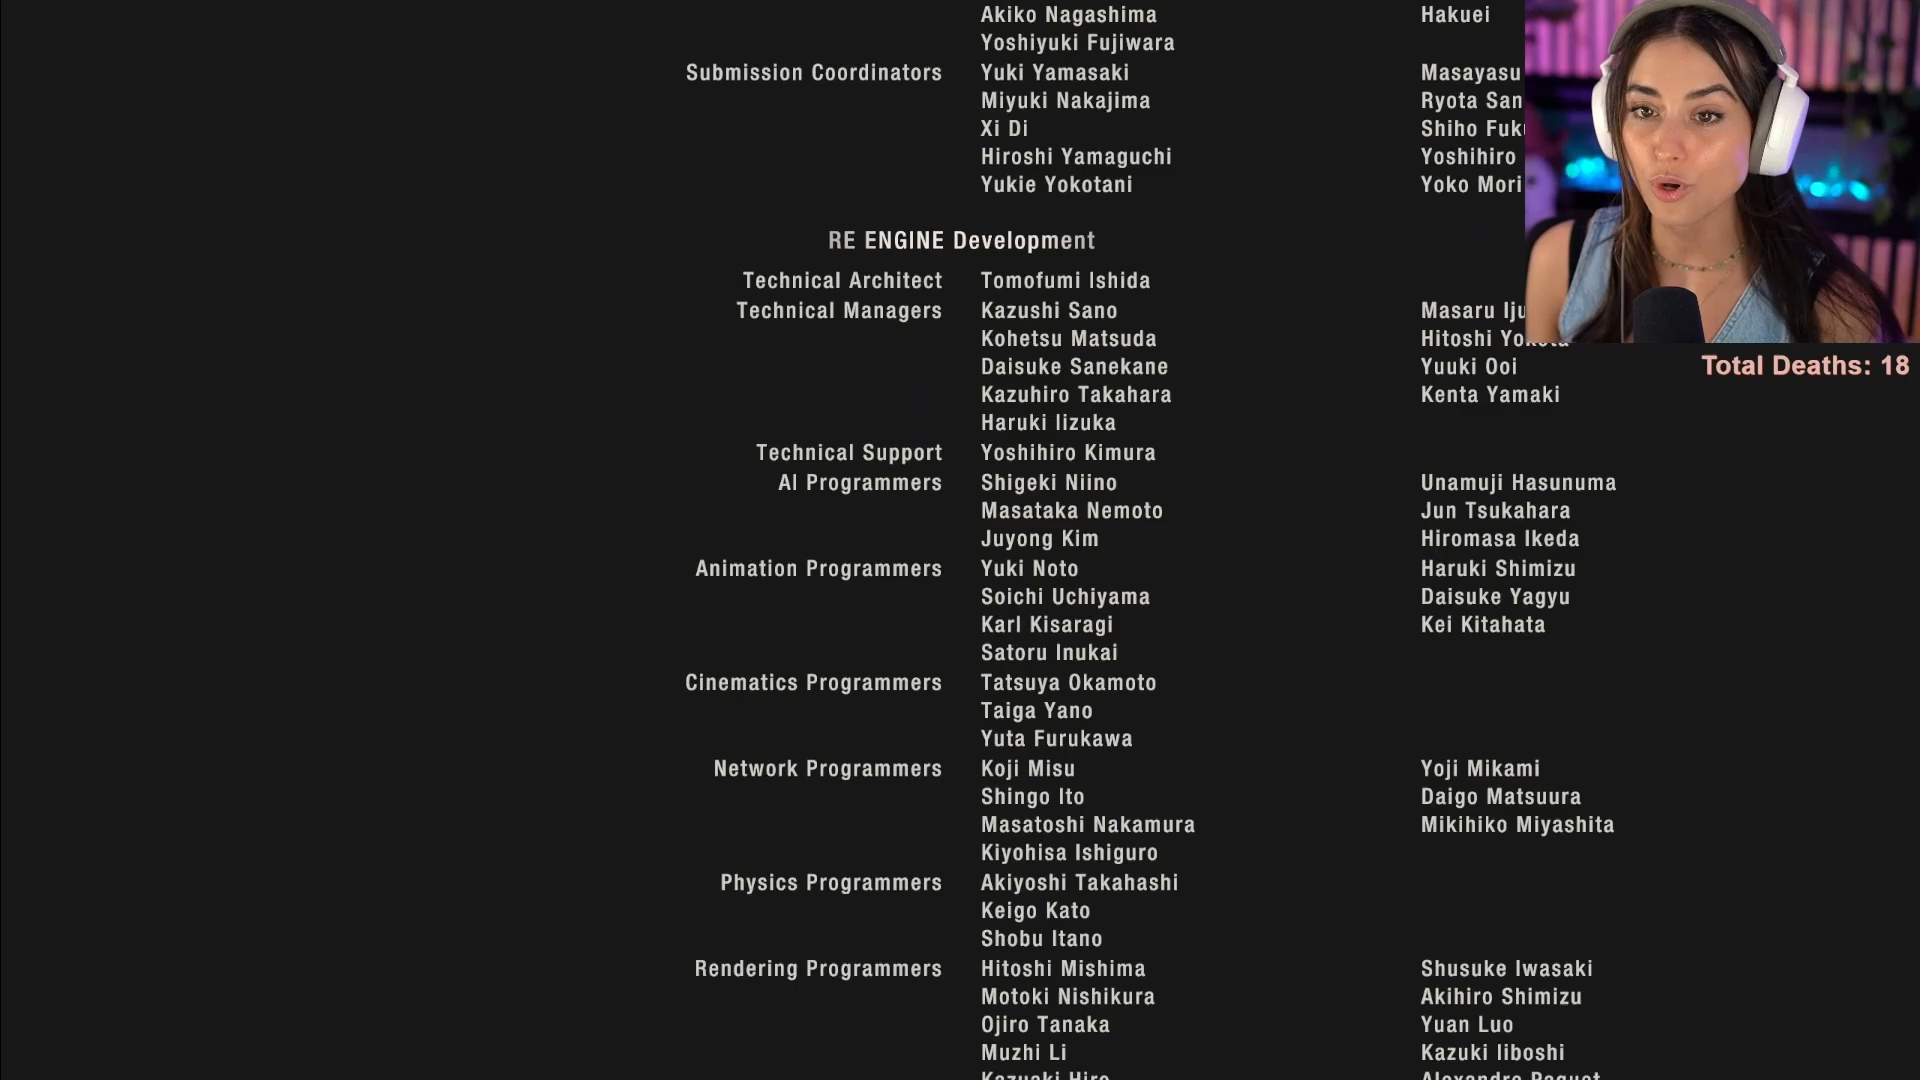 Akiko Nagashima Hakuei
Yoshiyuki Fujiwara
Submission Coordinators Yuki Yamasaki Masayasu
Miyuki Nakajima Ryota San
Xi Di Shiho
Hiroshi Yamaguchi Yoshihiro
Yukie Yokotani Yoko Mori
RE ENGINE Development
Technical Architect Tomofumi Ishida
Technical Managers Kazushi Sano Masaru
Kohetsu Matsuda Hitoshi
Daisuke Sanekane Yuuki Ooi
Total Deaths: 18
Kazuhiro Takahara Kenta Yamaki
Haruki Iizuka
Technical Support Yoshihiro Kimura
AI Programmers Shigeki Niino Unamuji Hasunuma
Masataka Nemoto Jun Tsukahara
Juyong Kim Hiromasa Ikeda
Animation Programmers Yuki Noto Haruki Shimizu
Soichi Uchiyama Daisuke Yagyu
Karl Kisaragi Kei Kitahata
Satoru Inukai
Cinematics Programmers Tatsuya Okamoto
Taiga Yano
Yuta Furukawa
Network Programmers Koji Misu Yoji Mikami
Shingo Ito Daigo Matsuura
Masatoshi Nakamura Mikihiko Miyashita
Kiyohisa Ishiguro
Physics Programmers Akiyoshi Takahashi
Keigo Kato
Shobu Itano
Rendering Programmers Hitoshi Mishima Shusuke Iwasaki
Motoki Nishikura Akihiro Shimizu
Ojiro Tanaka Yuan Luo
Muzhi Li Kazuki Iiboshi